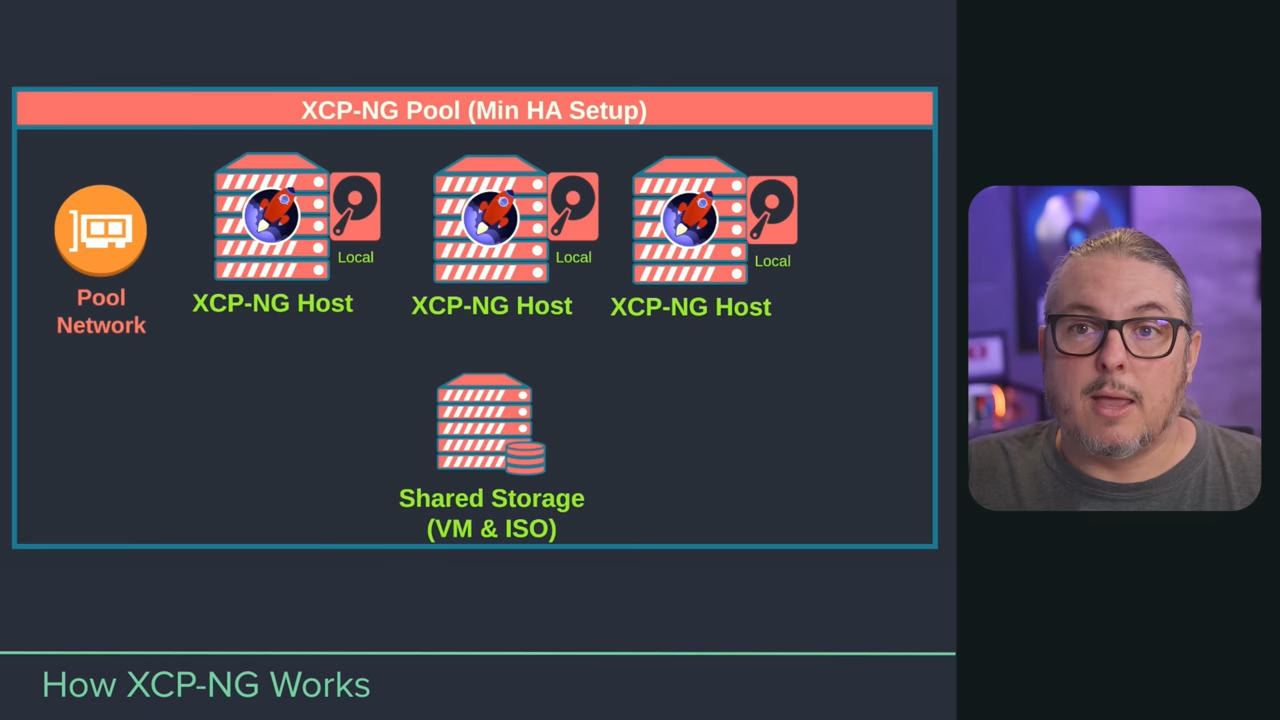 XCP-NG Pool (Min HA Setup)
Pool
Network
Local
XCP-NG Host
Local
XCP-NG Host
Local
XCP-NG Host
Shared Storage
(VM & ISO)
How XCP-NG Works